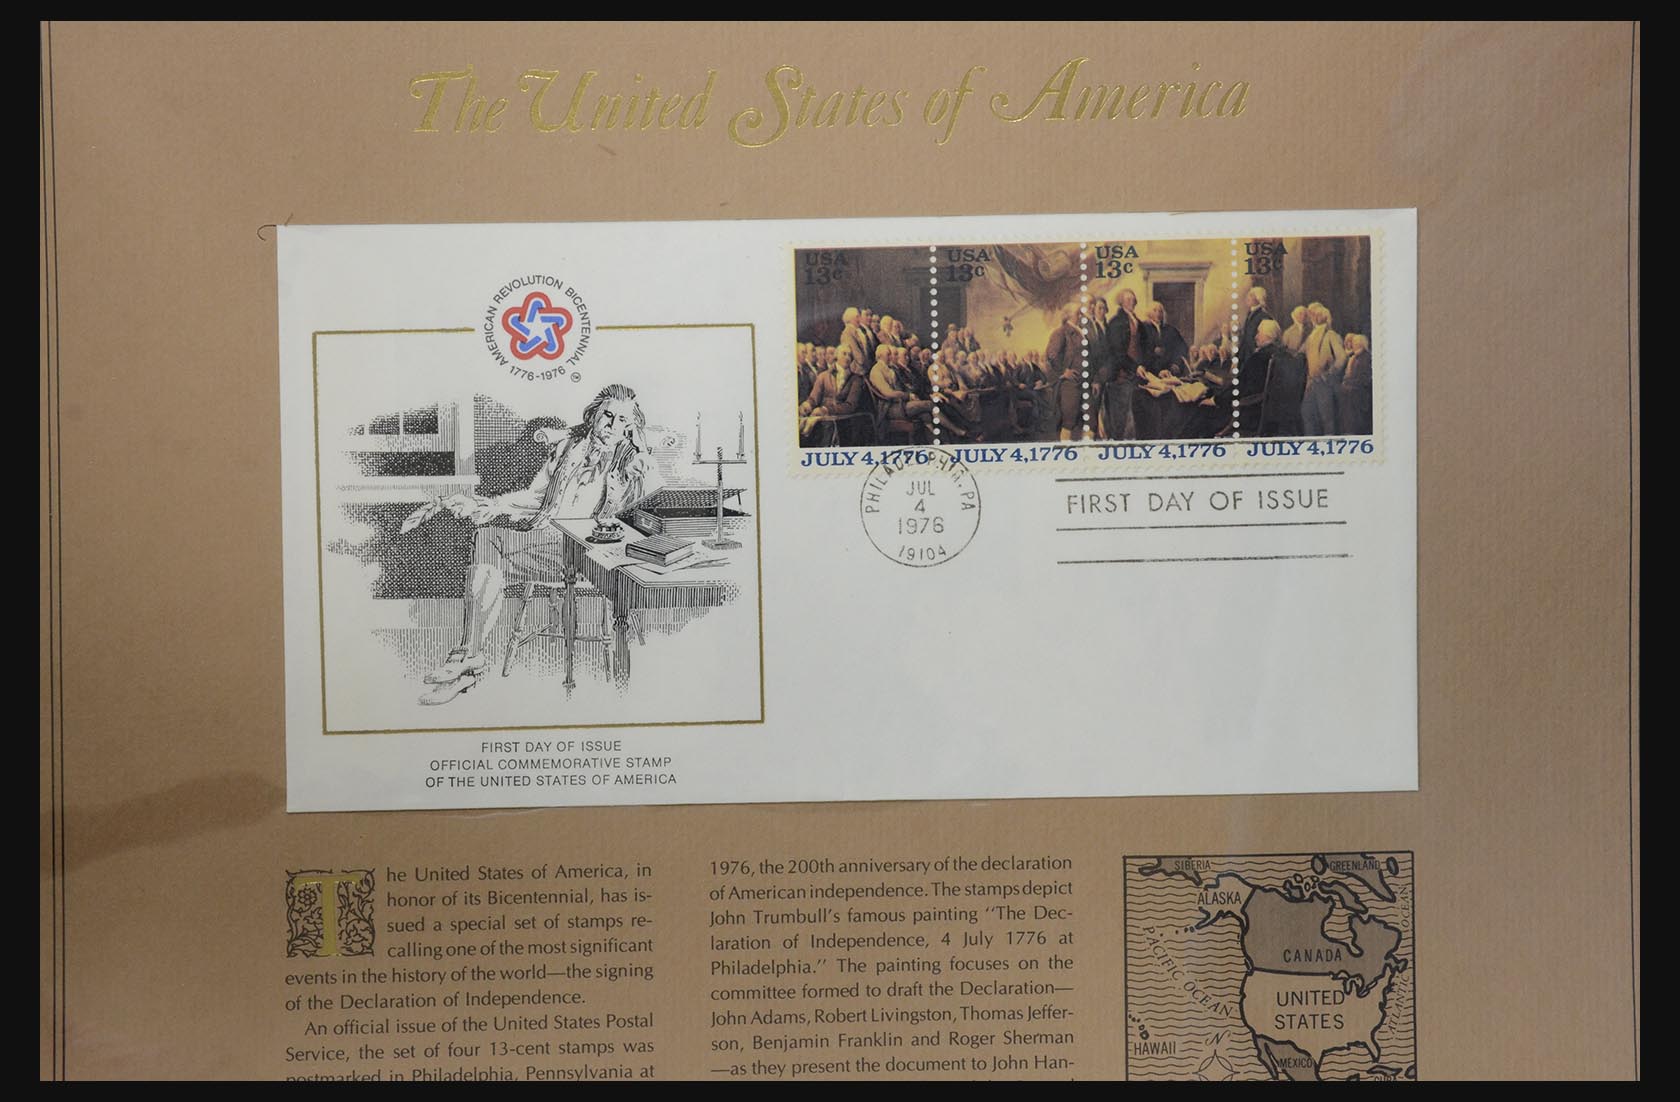 The United States of America
AMERICAN REVOLUTION BICENTENNIAL
1776-1976
USA
13c
USA
13c
USA
13c
USA
13c
JULY 4,1776
JULY 4,1776
JULY 4,1776
JULY 4,1776
PHILADELPHIA, PA
JUL
4
1976
19104
FIRST DAY OF ISSUE
FIRST DAY OF ISSUE
OFFICIAL COMMEMORATIVE STAMP
OF THE UNITED STATES OF AMERICA
The United States of America, in
honor of its Bicentennial, has is-
sued a special set of stamps re-
calling one of the most significant
events in the history of the world—the signing
of the Declaration of Independence.
An official issue of the United States Postal
Service, the set of four 13-cent stamps was
postmarked in Philadelphia, Pennsylvania at
1976, the 200th anniversary of the declaration
of American independence. The stamps depict
John Trumbull's famous painting "The Dec-
laration of Independence, 4 July 1776 at
Philadelphia." The painting focuses on the
committee formed to draft the Declaration—
John Adams, Robert Livingston, Thomas Jeffer-
son, Benjamin Franklin and Roger Sherman
—as they present the document to John Han-
SIBERIA
GREENLAND
ALASKA
PACIFIC OCEAN
CANADA
ATLANTIC OCEAN
UNITED
STATES
HAWAII
N
MEXICO
CUBA